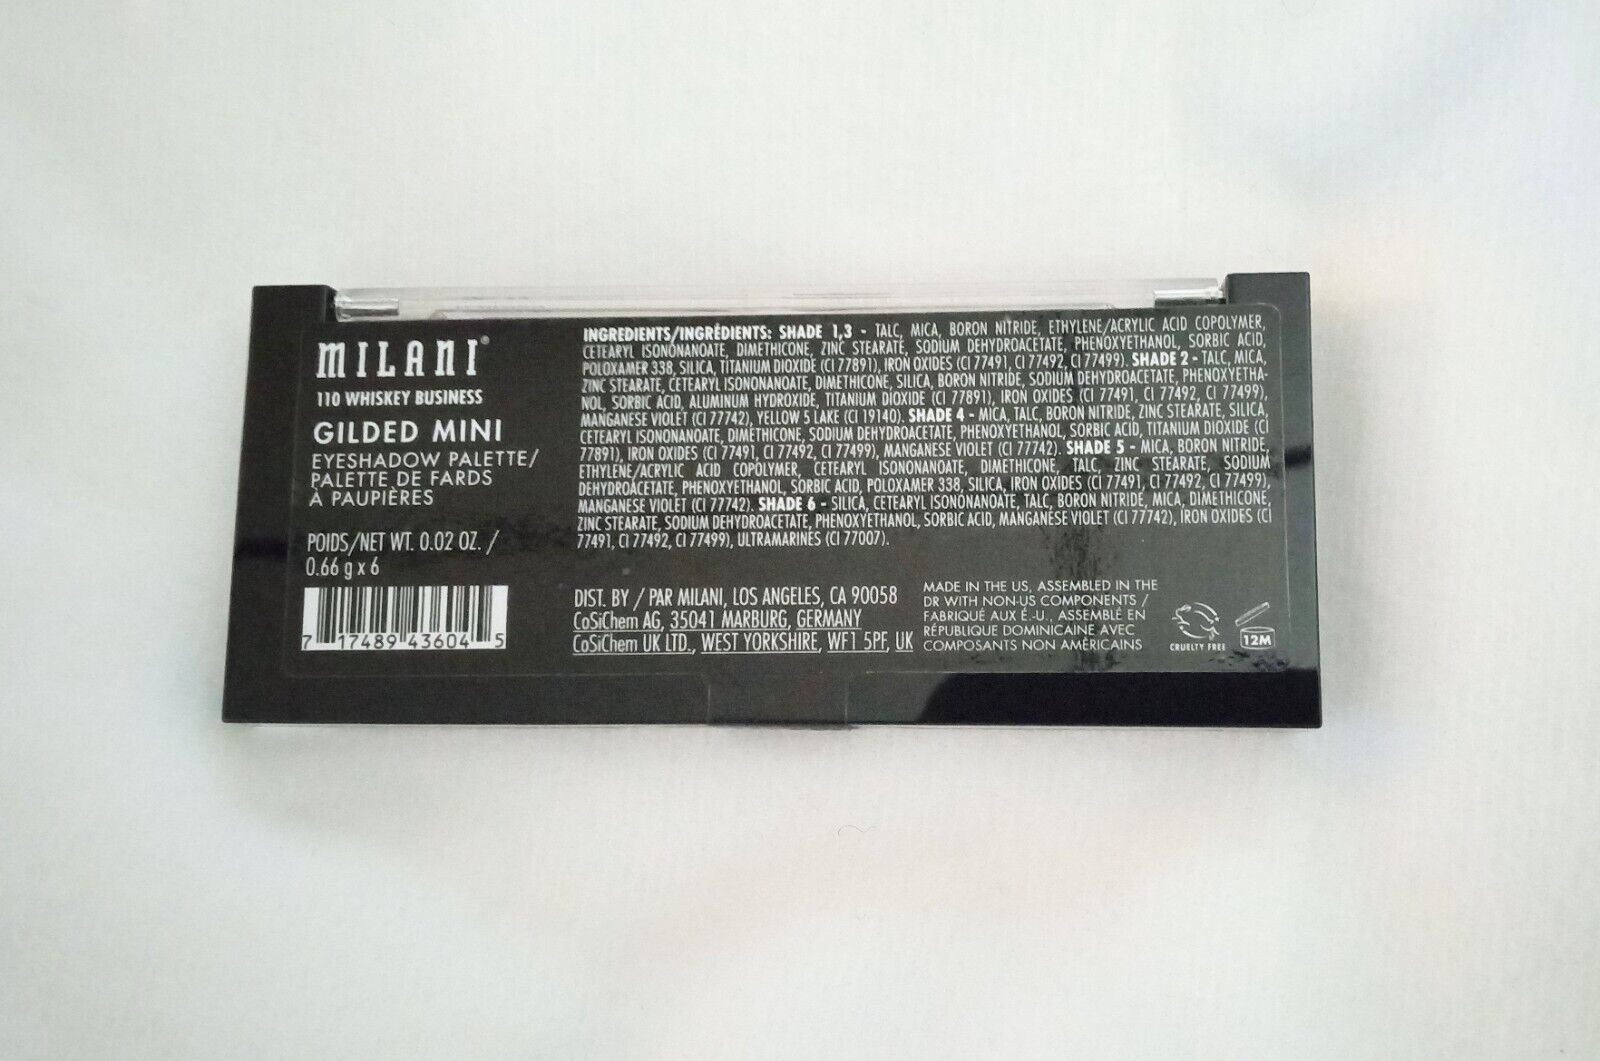 MILANI®
110 WHISKEY BUSINESS
GILDED MINI
EYESHADOW PALETTE/
PALETTE DE FARDS
À PAUPIÈRES
POIDS/NET WT. 0.02 OZ. /
0.66 g x 6
7 17489 43604 5
INGREDIENTS/INGRÉDIENTS: SHADE 1,3 - TALC, MICA, BORON NITRIDE, ETHYLENE/ACRYLIC ACID COPOLYMER,
CETEARYL ISONONANOATE, DIMETHICONE, ZINC STEARATE, SODIUM DEHYDROACETATE, PHENOXYETHANOL, SORBIC ACID,
POLOXAMER 338, SILICA, TITANIUM DIOXIDE (CI 77891), IRON OXIDES (CI 77491, CI 77492, CI 77499). SHADE 2 - TALC, MICA,
ZINC STEARATE, CETEARYL ISONONANOATE, DIMETHICONE, SILICA, BORON NITRIDE, SODIUM DEHYDROACETATE, PHENOXYETHA-
NOL, SORBIC ACID, ALUMINUM HYDROXIDE, TITANIUM DIOXIDE (CI 77891), IRON OXIDES (CI 77491, CI 77492, CI 77499),
MANGANESE VIOLET (CI 77742), YELLOW 5 LAKE (CI 19140). SHADE 4 - MICA, TALC, BORON NITRIDE, ZINC STEARATE, SILICA,
CETEARYL ISONONANOATE, DIMETHICONE, SODIUM DEHYDROACETATE, PHENOXYETHANOL, SORBIC ACID, TITANIUM DIOXIDE (CI
77891), IRON OXIDES (CI 77491, CI 77492, CI 77499), MANGANESE VIOLET (CI 77742). SHADE 5 - MICA, BORON NITRIDE,
ETHYLENE/ACRYLIC ACID COPOLYMER, CETEARYL ISONONANOATE, DIMETHICONE, TALC, ZINC STEARATE, SODIUM
DEHYDROACETATE, PHENOXYETHANOL, SORBIC ACID, POLOXAMER 338, SILICA, IRON OXIDES (CI 77491, CI 77492, CI 77499),
MANGANESE VIOLET (CI 77742). SHADE 6 - SILICA, CETEARYL ISONONANOATE, TALC, BORON NITRIDE, MICA, DIMETHICONE,
ZINC STEARATE, SODIUM DEHYDROACETATE, PHENOXYETHANOL, SORBIC ACID, MANGANESE VIOLET (CI 77742), IRON OXIDES (CI
77491, CI 77492, CI 77499), ULTRAMARINES (CI 77007).
DIST. BY / PAR MILANI, LOS ANGELES, CA 90058
CoSiChem AG, 35041 MARBURG, GERMANY
CoSiChem UK LTD., WEST YORKSHIRE, WF1 5PF, UK
MADE IN THE US, ASSEMBLED IN THE
DR WITH NON-US COMPONENTS /
FABRIQUÉ AUX É.-U., ASSEMBLÉ EN
RÉPUBLIQUE DOMINICAINE AVEC
COMPOSANTS NON AMÉRICAINS
CRUELTY FREE
12M